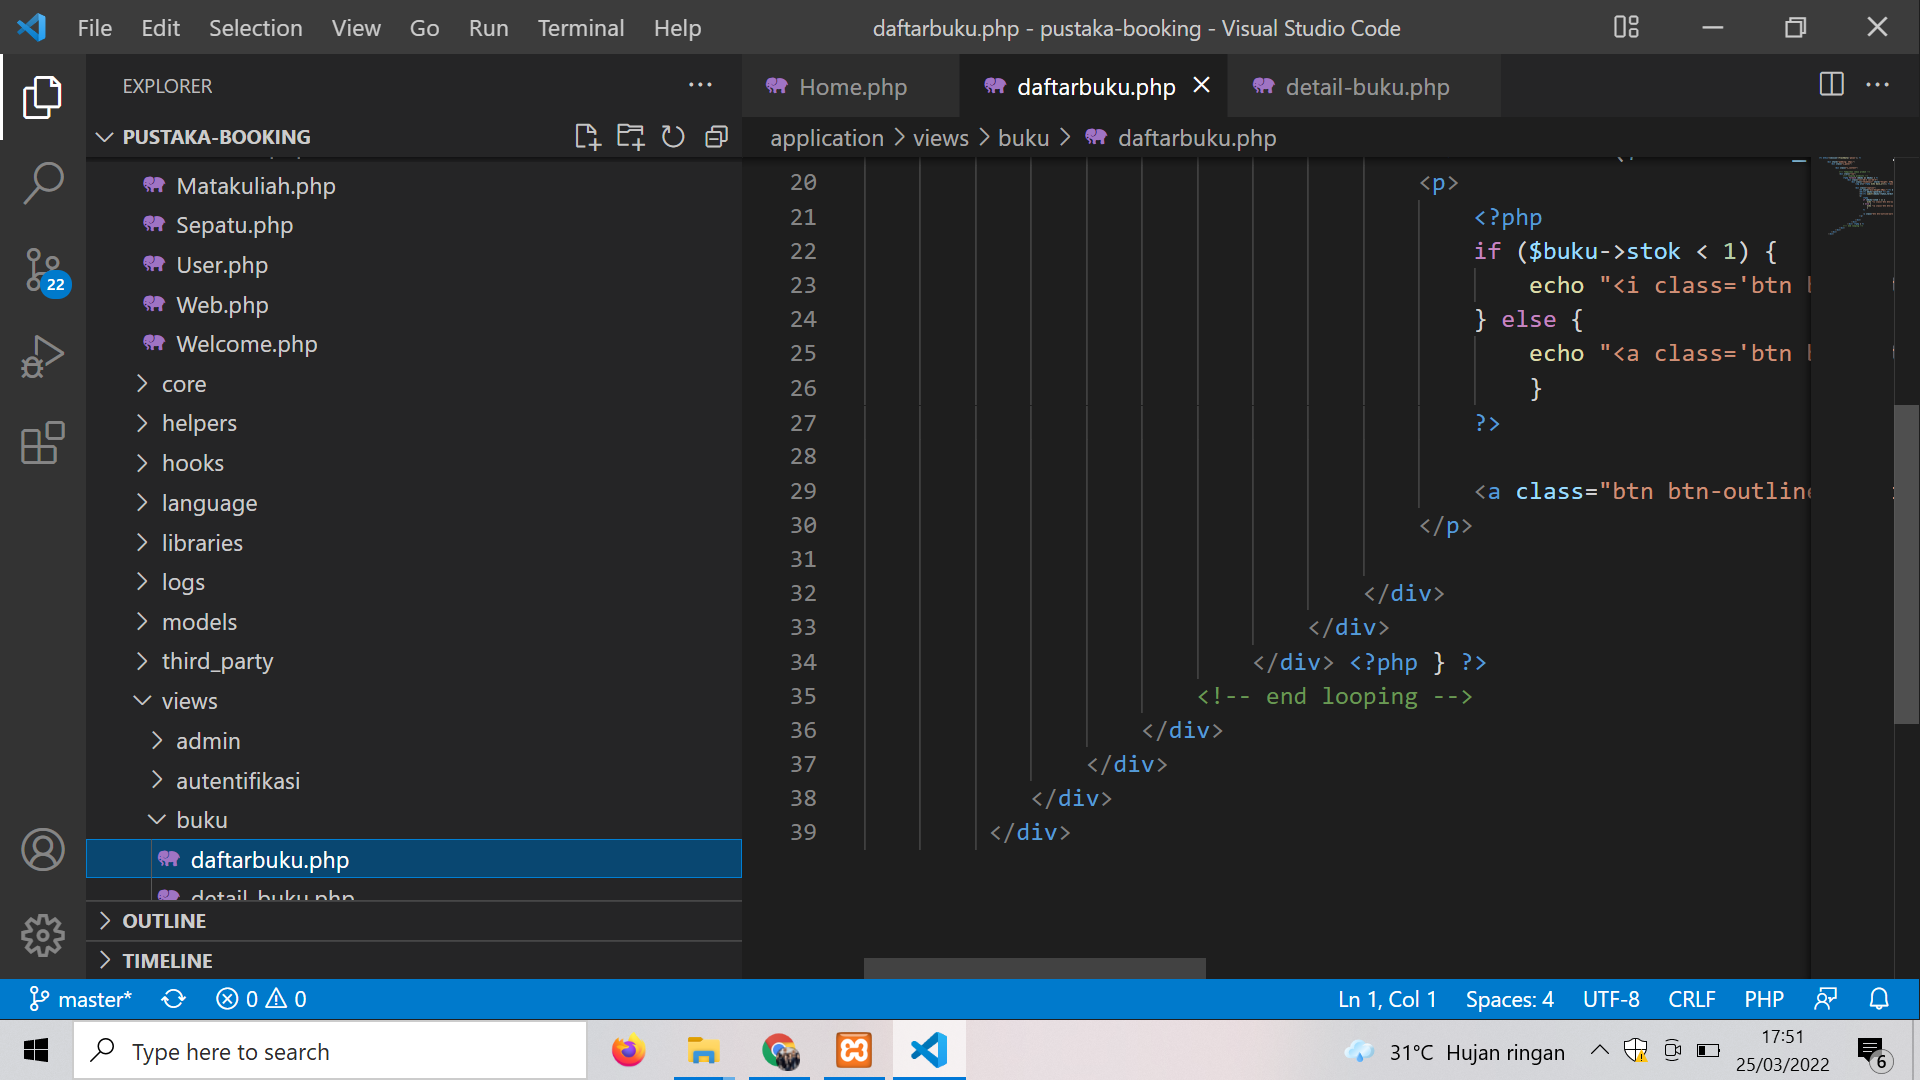 File Edit Selection View Go Run Terminal Help
daftarbuku.php - pustaka-booking - Visual Studio Code
EXPLORER
PUSTAKA-BOOKING
Matakuliah.php
Sepatu.php
User.php
Web.php
Welcome.php
core
helpers
hooks
language
libraries
logs
models
third_party
views
admin
autentifikasi
buku
daftarbuku.php
detail-buku.php
OUTLINE
TIMELINE
22
Home.php daftarbuku.php detail-buku.php
application > views > buku > daftarbuku.php
20 <p>
21 <?php
22 if ($buku->stok < 1) {
23 echo "<i class='btn
24 } else {
25 echo "<a class='btn
26 }
27 ?>
28
29 <a class="btn btn-outline
30 </p>
31
32 </div>
33 </div>
34 </div> <?php } ?>
35 <!-- end looping -->
36 </div>
37 </div>
38 </div>
39 </div>
master* 0 0 Ln 1, Col 1 Spaces: 4 UTF-8 CRLF PHP
Type here to search
31°C Hujan ringan
17:51
25/03/2022
6